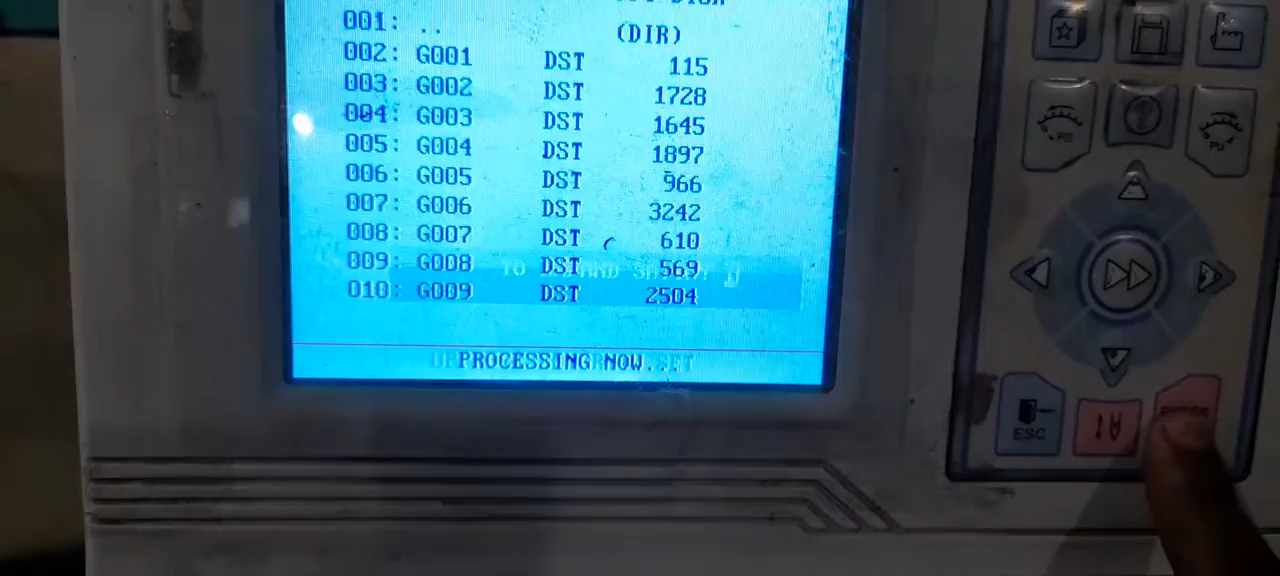 001: .. (DIR)
002: G001 DST 115
003: G002 DST 1728
004: G003 DST 1645
005: G004 DST 1897
006: G005 DST 966
007: G006 DST 3242
008: G007 DST 610
009: G008 DST 569
010: G009 DST 2504
PROCESSING NOW.
PD
?
PU
ESC